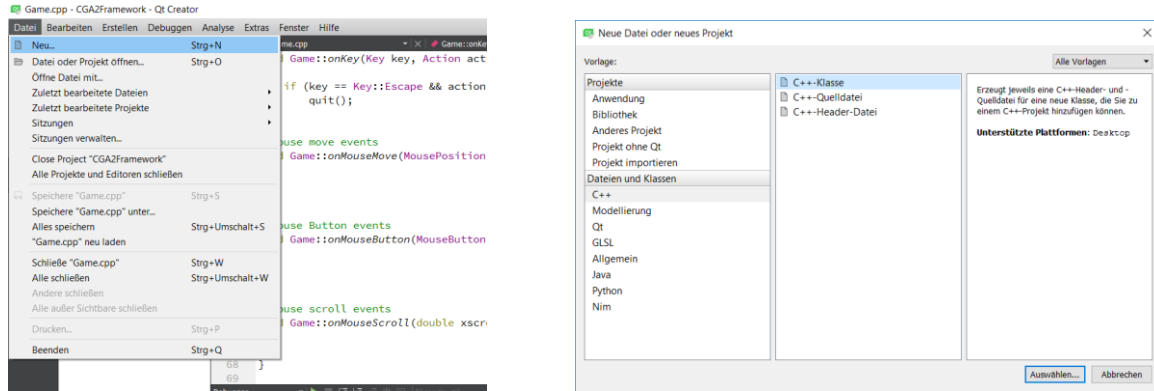 Game.cpp - CGA2Framework - Qt Creator
Datei Bearbeiten Erstellen Debuggen Analyse Extras Fenster Hilfe
Neu... Strg+N
Datei oder Projekt öffnen... Strg+O
Öffne Datei mit...
Zuletzt bearbeitete Dateien
Zuletzt bearbeitete Projekte
Sitzungen
Sitzungen verwalten...
Close Project "CGA2Framework"
Alle Projekte und Editoren schließen
Speichere "Game.cpp" Strg+S
Speichere "Game.cpp" unter...
Alles speichern Strg+Umschalt+S
"Game.cpp" neu laden
Schließe "Game.cpp" Strg+W
Alle schließen Strg+Umschalt+W
Andere schließen
Alle außer Sichtbare schließen
Drucken... Strg+P
Beenden Strg+Q
me.cpp Game::onKe
Game::onKey(Key key, Action act
if (key == Key::Escape && action
quit();
ouse move events
Game::onMouseMove(MousePosition
ouse Button events
Game::onMouseButton(MouseButton
ouse scroll events
Game::onMouseScroll(double xscr
68 }
69
Neue Datei oder neues Projekt
Vorlage: Alle Vorlagen
Projekte
Anwendung
Bibliothek
Anderes Projekt
Projekt ohne Qt
Projekt importieren
Dateien und Klassen
C++
Modellierung
Qt
GLSL
Allgemein
Java
Python
Nim
C++-Klasse
C++-Quelldatei
C++-Header-Datei
Erzeugt jeweils eine C++-Header- und -
Quelldatei für eine neue Klasse, die Sie zu
einem C++-Projekt hinzufügen können.
Unterstützte Plattformen: Desktop
Auswählen... Abbrechen